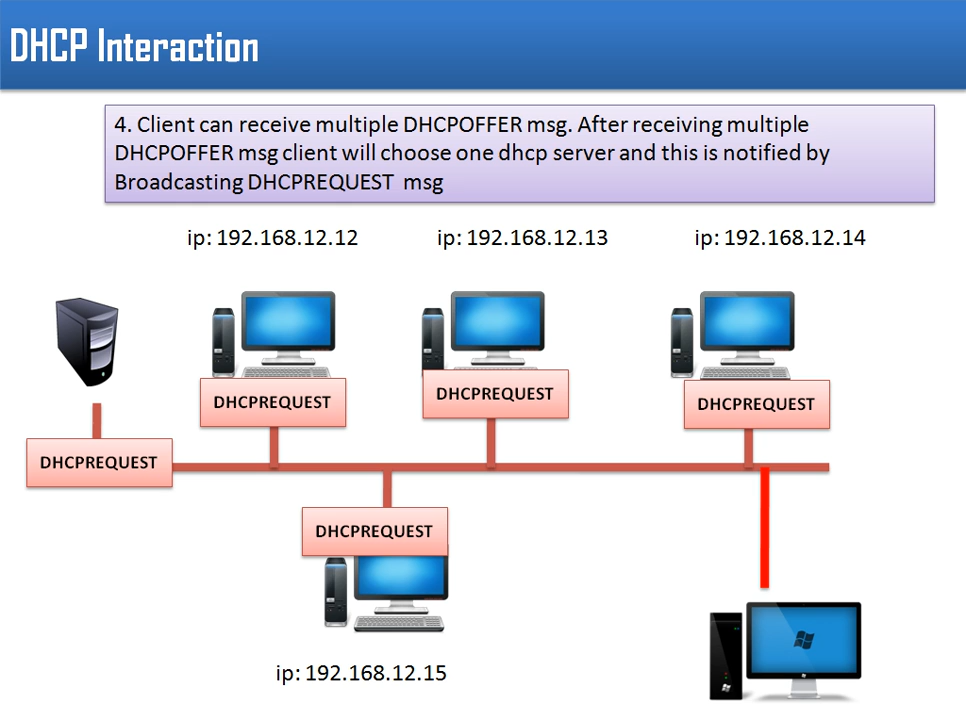 DHCP Interaction
4. Client can receive multiple DHCPOFFER msg. After receiving multiple
DHCPOFFER msg client will choose one dhcp server and this is notified by
Broadcasting DHCPREQUEST msg
ip: 192.168.12.12
ip: 192.168.12.13
ip: 192.168.12.14
DHCPREQUEST
DHCPREQUEST
DHCPREQUEST
DHCPREQUEST
DHCPREQUEST
ip: 192.168.12.15